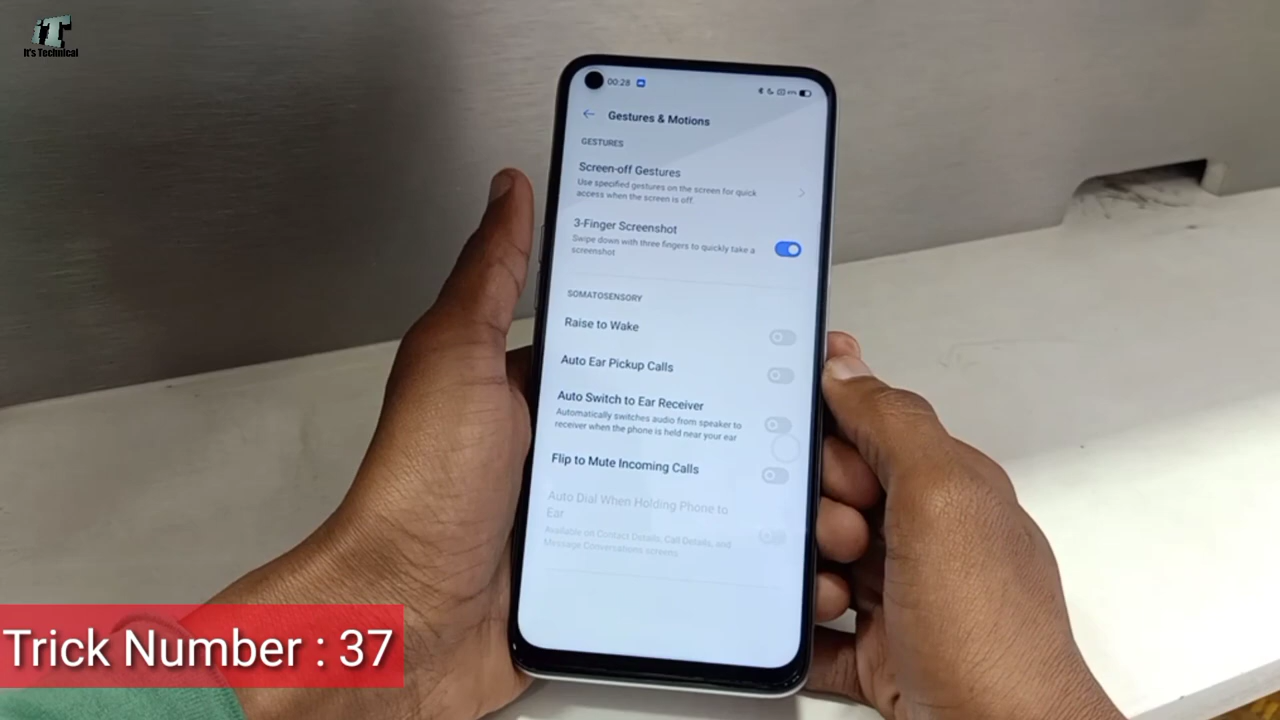 iT
It's Technical
00:28
Gestures & Motions
GESTURES
Screen-off Gestures
Use specified gestures on the screen for quick
access when the screen is off.
3-Finger Screenshot
Swipe down with three fingers to quickly take a
screenshot
SOMATOSENSORY
Raise to Wake
Auto Ear Pickup Calls
Auto Switch to Ear Receiver
Automatically switches audio from speaker to
receiver when the phone is held near your ear
Flip to Mute Incoming Calls
Auto Dial When Holding Phone to
Ear
Available on Contact Details, Call Details, and
Message Conversations screens
Trick Number : 37